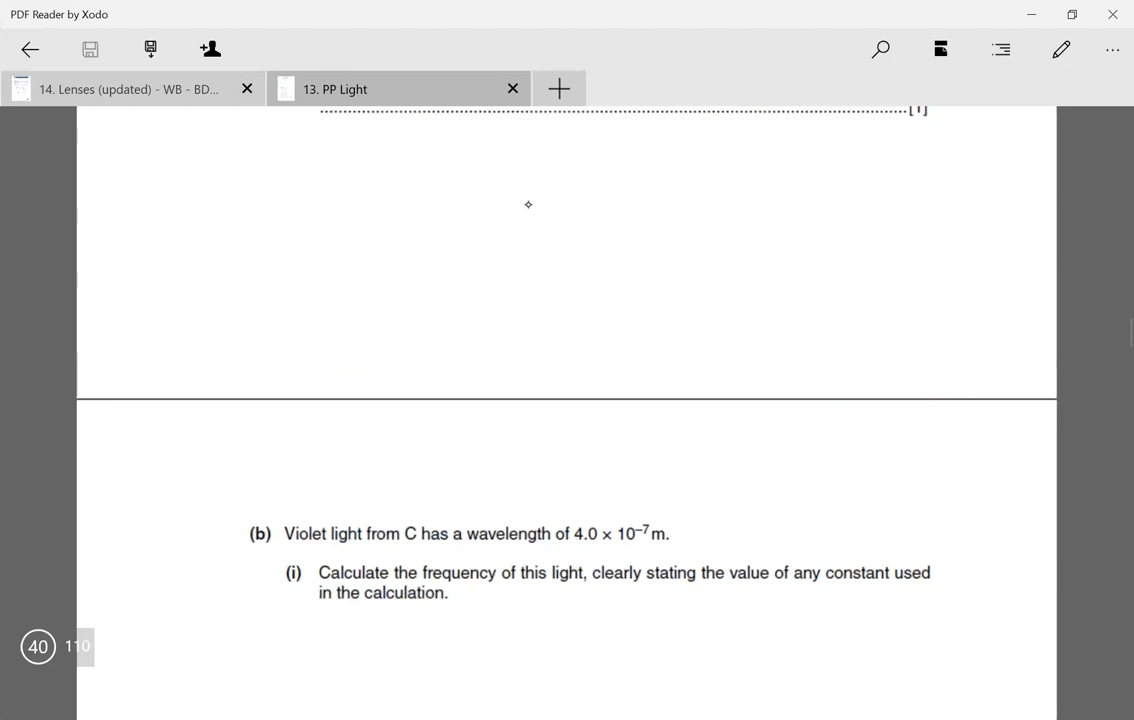 PDF Reader by Xodo
14. Lenses (updated) - WB - BD...
13. PP Light
[1]
(b) Violet light from C has a wavelength of 4.0 × 10⁻⁷ m.
(i) Calculate the frequency of this light, clearly stating the value of any constant used
in the calculation.
40 110